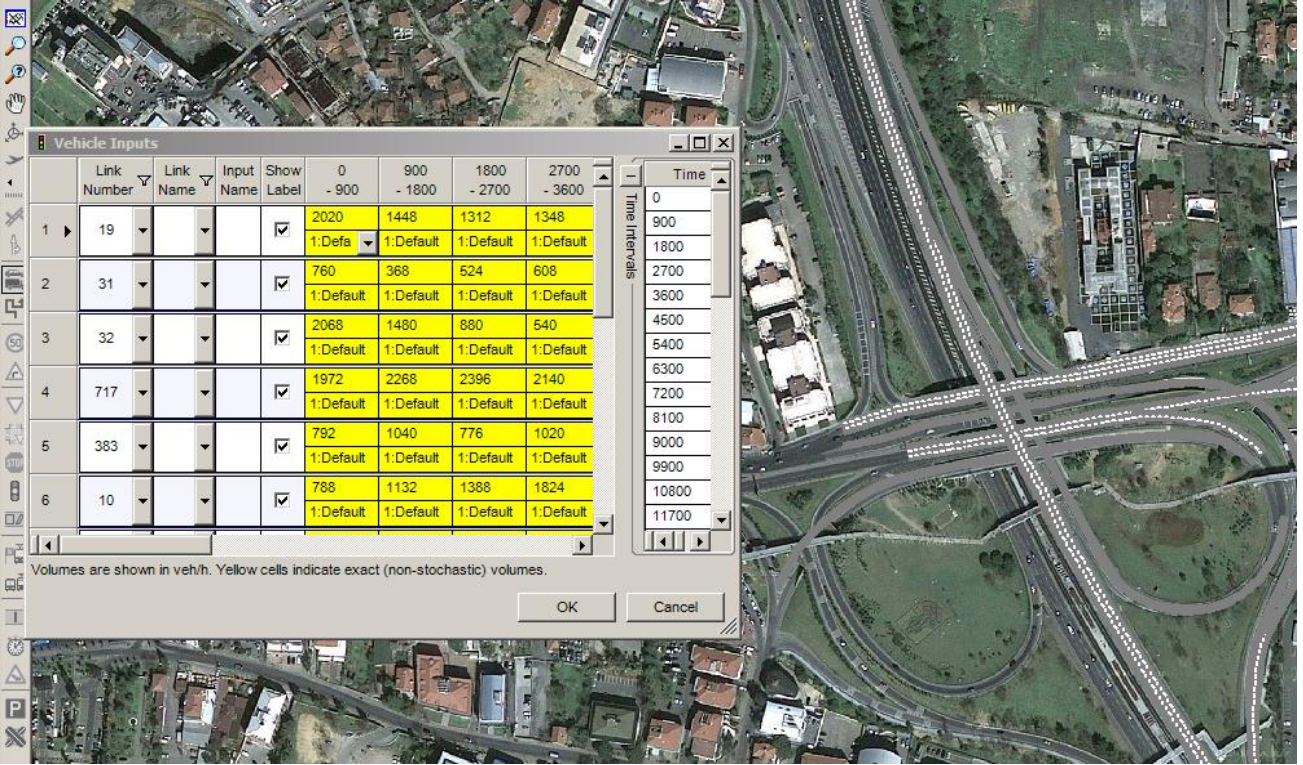 Vehicle Inputs
Link Number Link Name Input Name Show Label 0 - 900 900 - 1800 1800 - 2700 2700 - 3600
1 19 2020 1448 1312 1348
1:Defa 1:Default 1:Default 1:Default
2 31 760 368 524 608
1:Default 1:Default 1:Default 1:Default
3 32 2068 1480 880 540
1:Default 1:Default 1:Default 1:Default
4 717 1972 2268 2396 2140
1:Default 1:Default 1:Default 1:Default
5 383 792 1040 776 1020
1:Default 1:Default 1:Default 1:Default
6 10 788 1132 1388 1824
1:Default 1:Default 1:Default 1:Default
Time Intervals
Time
0
900
1800
2700
3600
4500
5400
6300
7200
8100
9000
9900
10800
11700
Volumes are shown in veh/h. Yellow cells indicate exact (non-stochastic) volumes.
OK Cancel
50
STOP
P